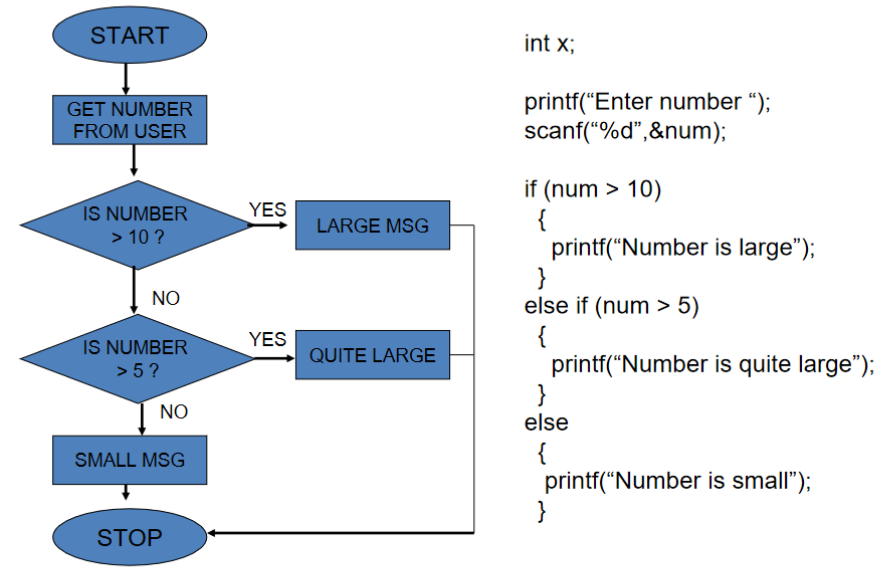 START
GET NUMBER
FROM USER
IS NUMBER
> 10 ?
YES
LARGE MSG
NO
IS NUMBER
> 5 ?
YES
QUITE LARGE
NO
SMALL MSG
STOP
int x;
printf(“Enter number “);
scanf(“%d”,&num);
if (num > 10)
{
printf(“Number is large”);
}
else if (num > 5)
{
printf(“Number is quite large”);
}
else
{
printf(“Number is small”);
}